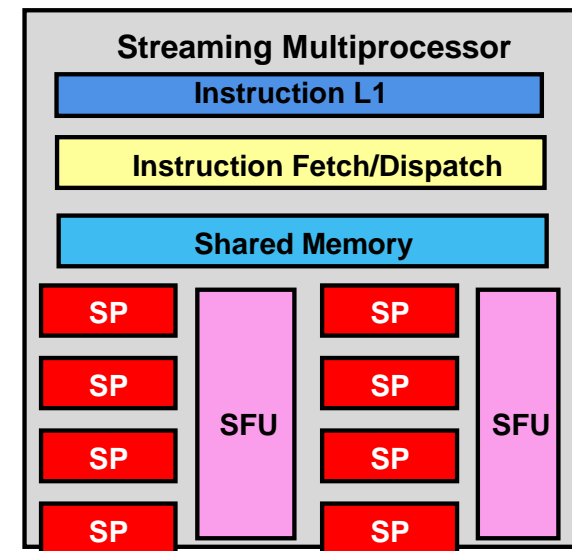 Streaming Multiprocessor
Instruction L1
Instruction Fetch/Dispatch
Shared Memory
SP SP
SP SP
SFU SFU
SP SP
SP SP